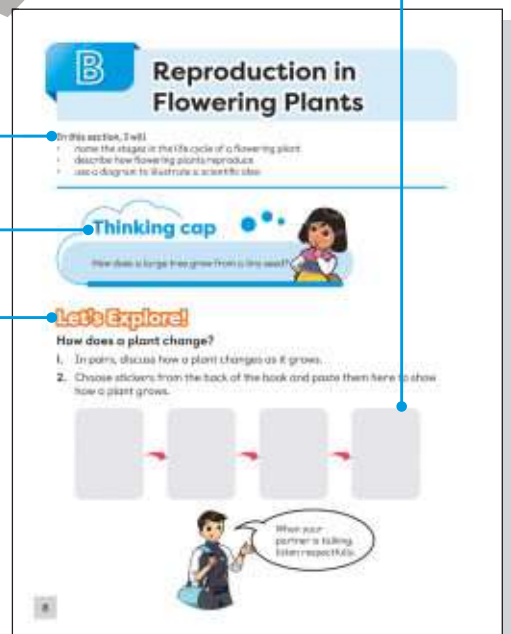 B
Reproduction in
Flowering Plants
In this section, I will
• name the stages in the life cycle of a flowering plant
• describe how flowering plants reproduce
• use a diagram to illustrate a scientific idea
Thinking cap
How does a large tree grow from a tiny seed?
Let's Explore!
How does a plant change?
1. In pairs, discuss how a plant changes as it grows.
2. Choose stickers from the back of the book and paste them here to show
how a plant grows.
When your
partner is talking,
listen respectfully.
8